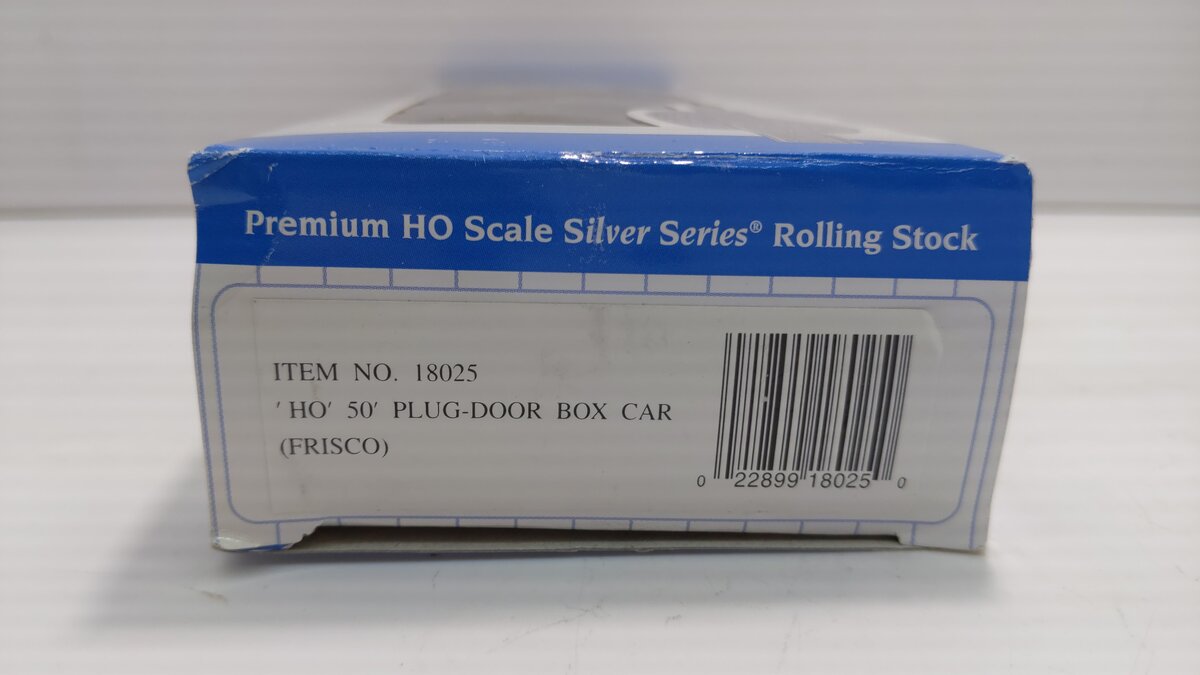 Premium HO Scale Silver Series® Rolling Stock
ITEM NO. 18025
'HO' 50' PLUG-DOOR BOX CAR
(FRISCO)
0 22899 18025 0